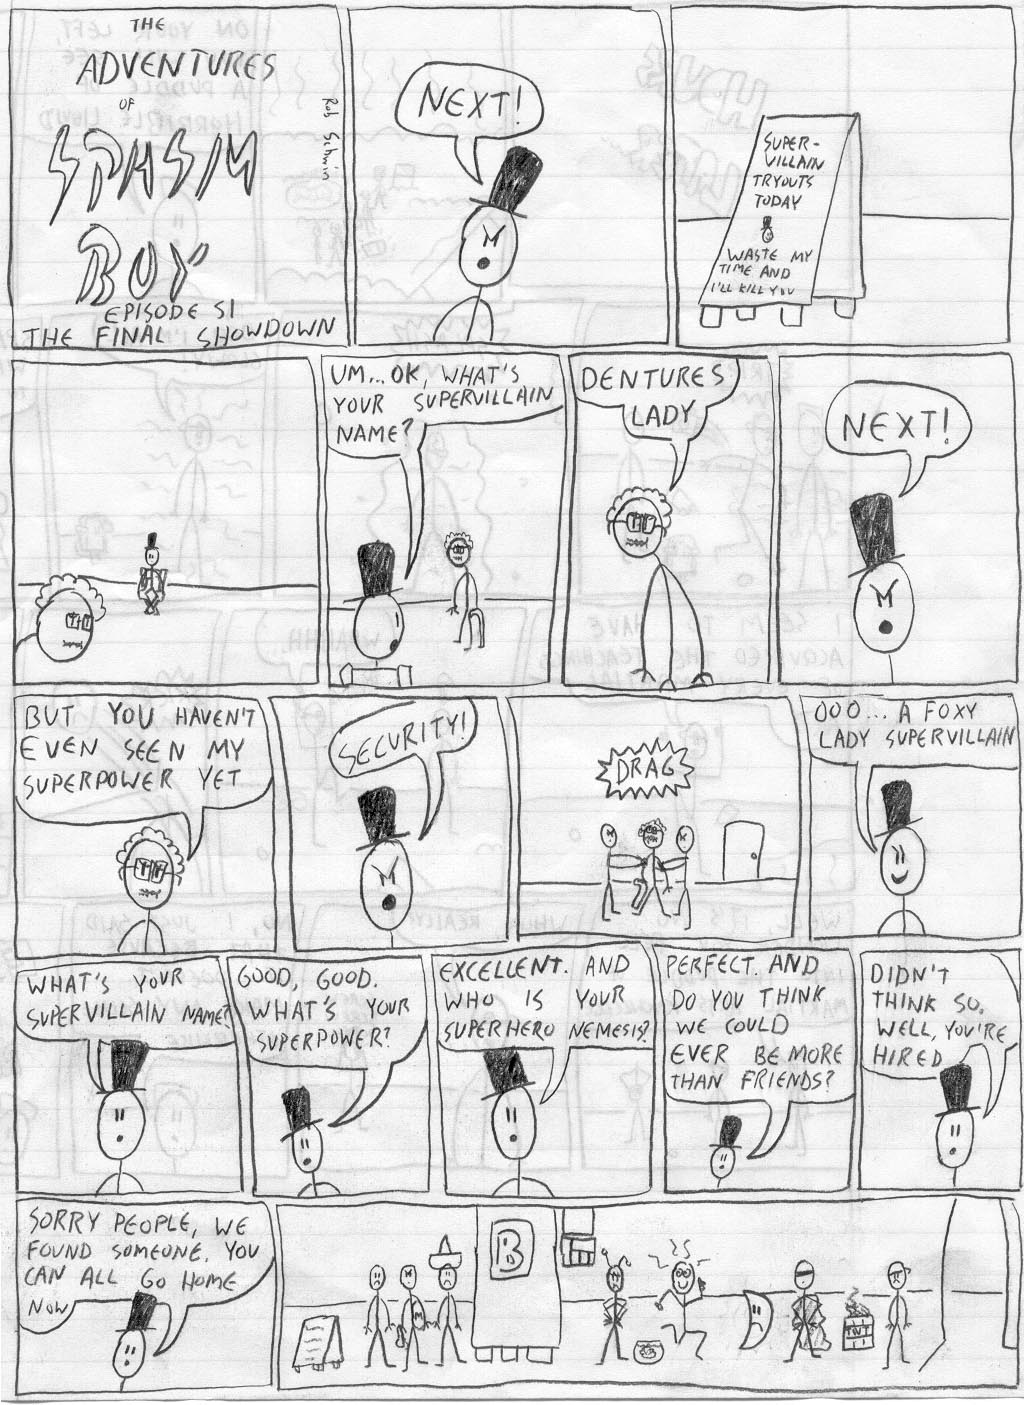 THE
ADVENTURES
OF
SPASM
BOY
EPISODE 51
THE FINAL SHOWDOWN
Rob Schwin
NEXT!
SUPER-
VILLAIN
TRYOUTS
TODAY
WASTE MY
TIME AND
I'LL KILL YOU
UM...OK, WHAT'S
YOUR SUPERVILLAIN
NAME?
DENTURES
LADY
NEXT!
BUT YOU HAVEN'T
EVEN SEEN MY
SUPERPOWER YET
SECURITY!
DRAG
OOO... A FOXY
LADY SUPERVILLAIN
WHAT'S YOUR
SUPERVILLAIN NAME?
GOOD, GOOD.
WHAT'S YOUR
SUPERPOWER?
EXCELLENT. AND
WHO IS YOUR
SUPERHERO NEMESIS?
PERFECT. AND
DO YOU THINK
WE COULD
EVER BE MORE
THAN FRIENDS?
DIDN'T
THINK SO.
WELL, YOU'RE
HIRED
SORRY PEOPLE, WE
FOUND SOMEONE. YOU
CAN ALL GO HOME
NOW
B
M
TNT